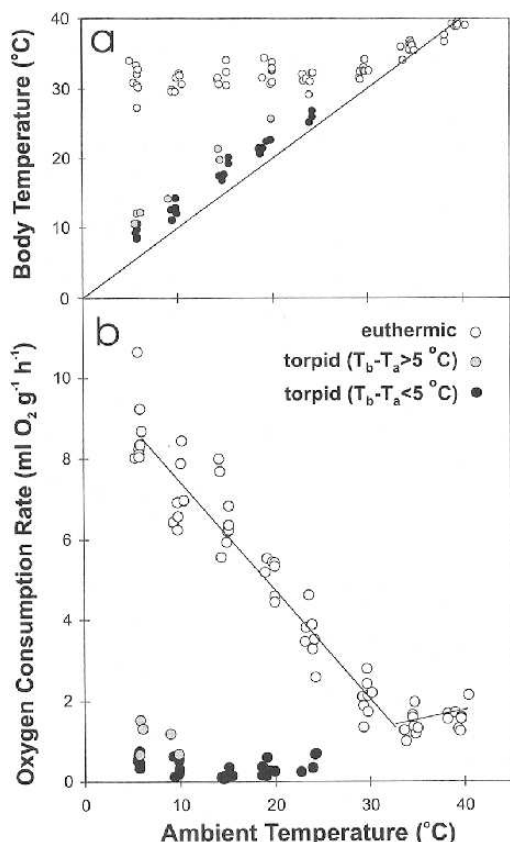 a
40
30
20
10
0
Body Temperature (°C)
b
euthermic
torpid (Tb-Ta>5 °C)
torpid (Tb-Ta<5 °C)
10
8
6
4
2
0
Oxygen Consumption Rate (ml O2 g-1 h-1)
0 10 20 30 40
Ambient Temperature (°C)